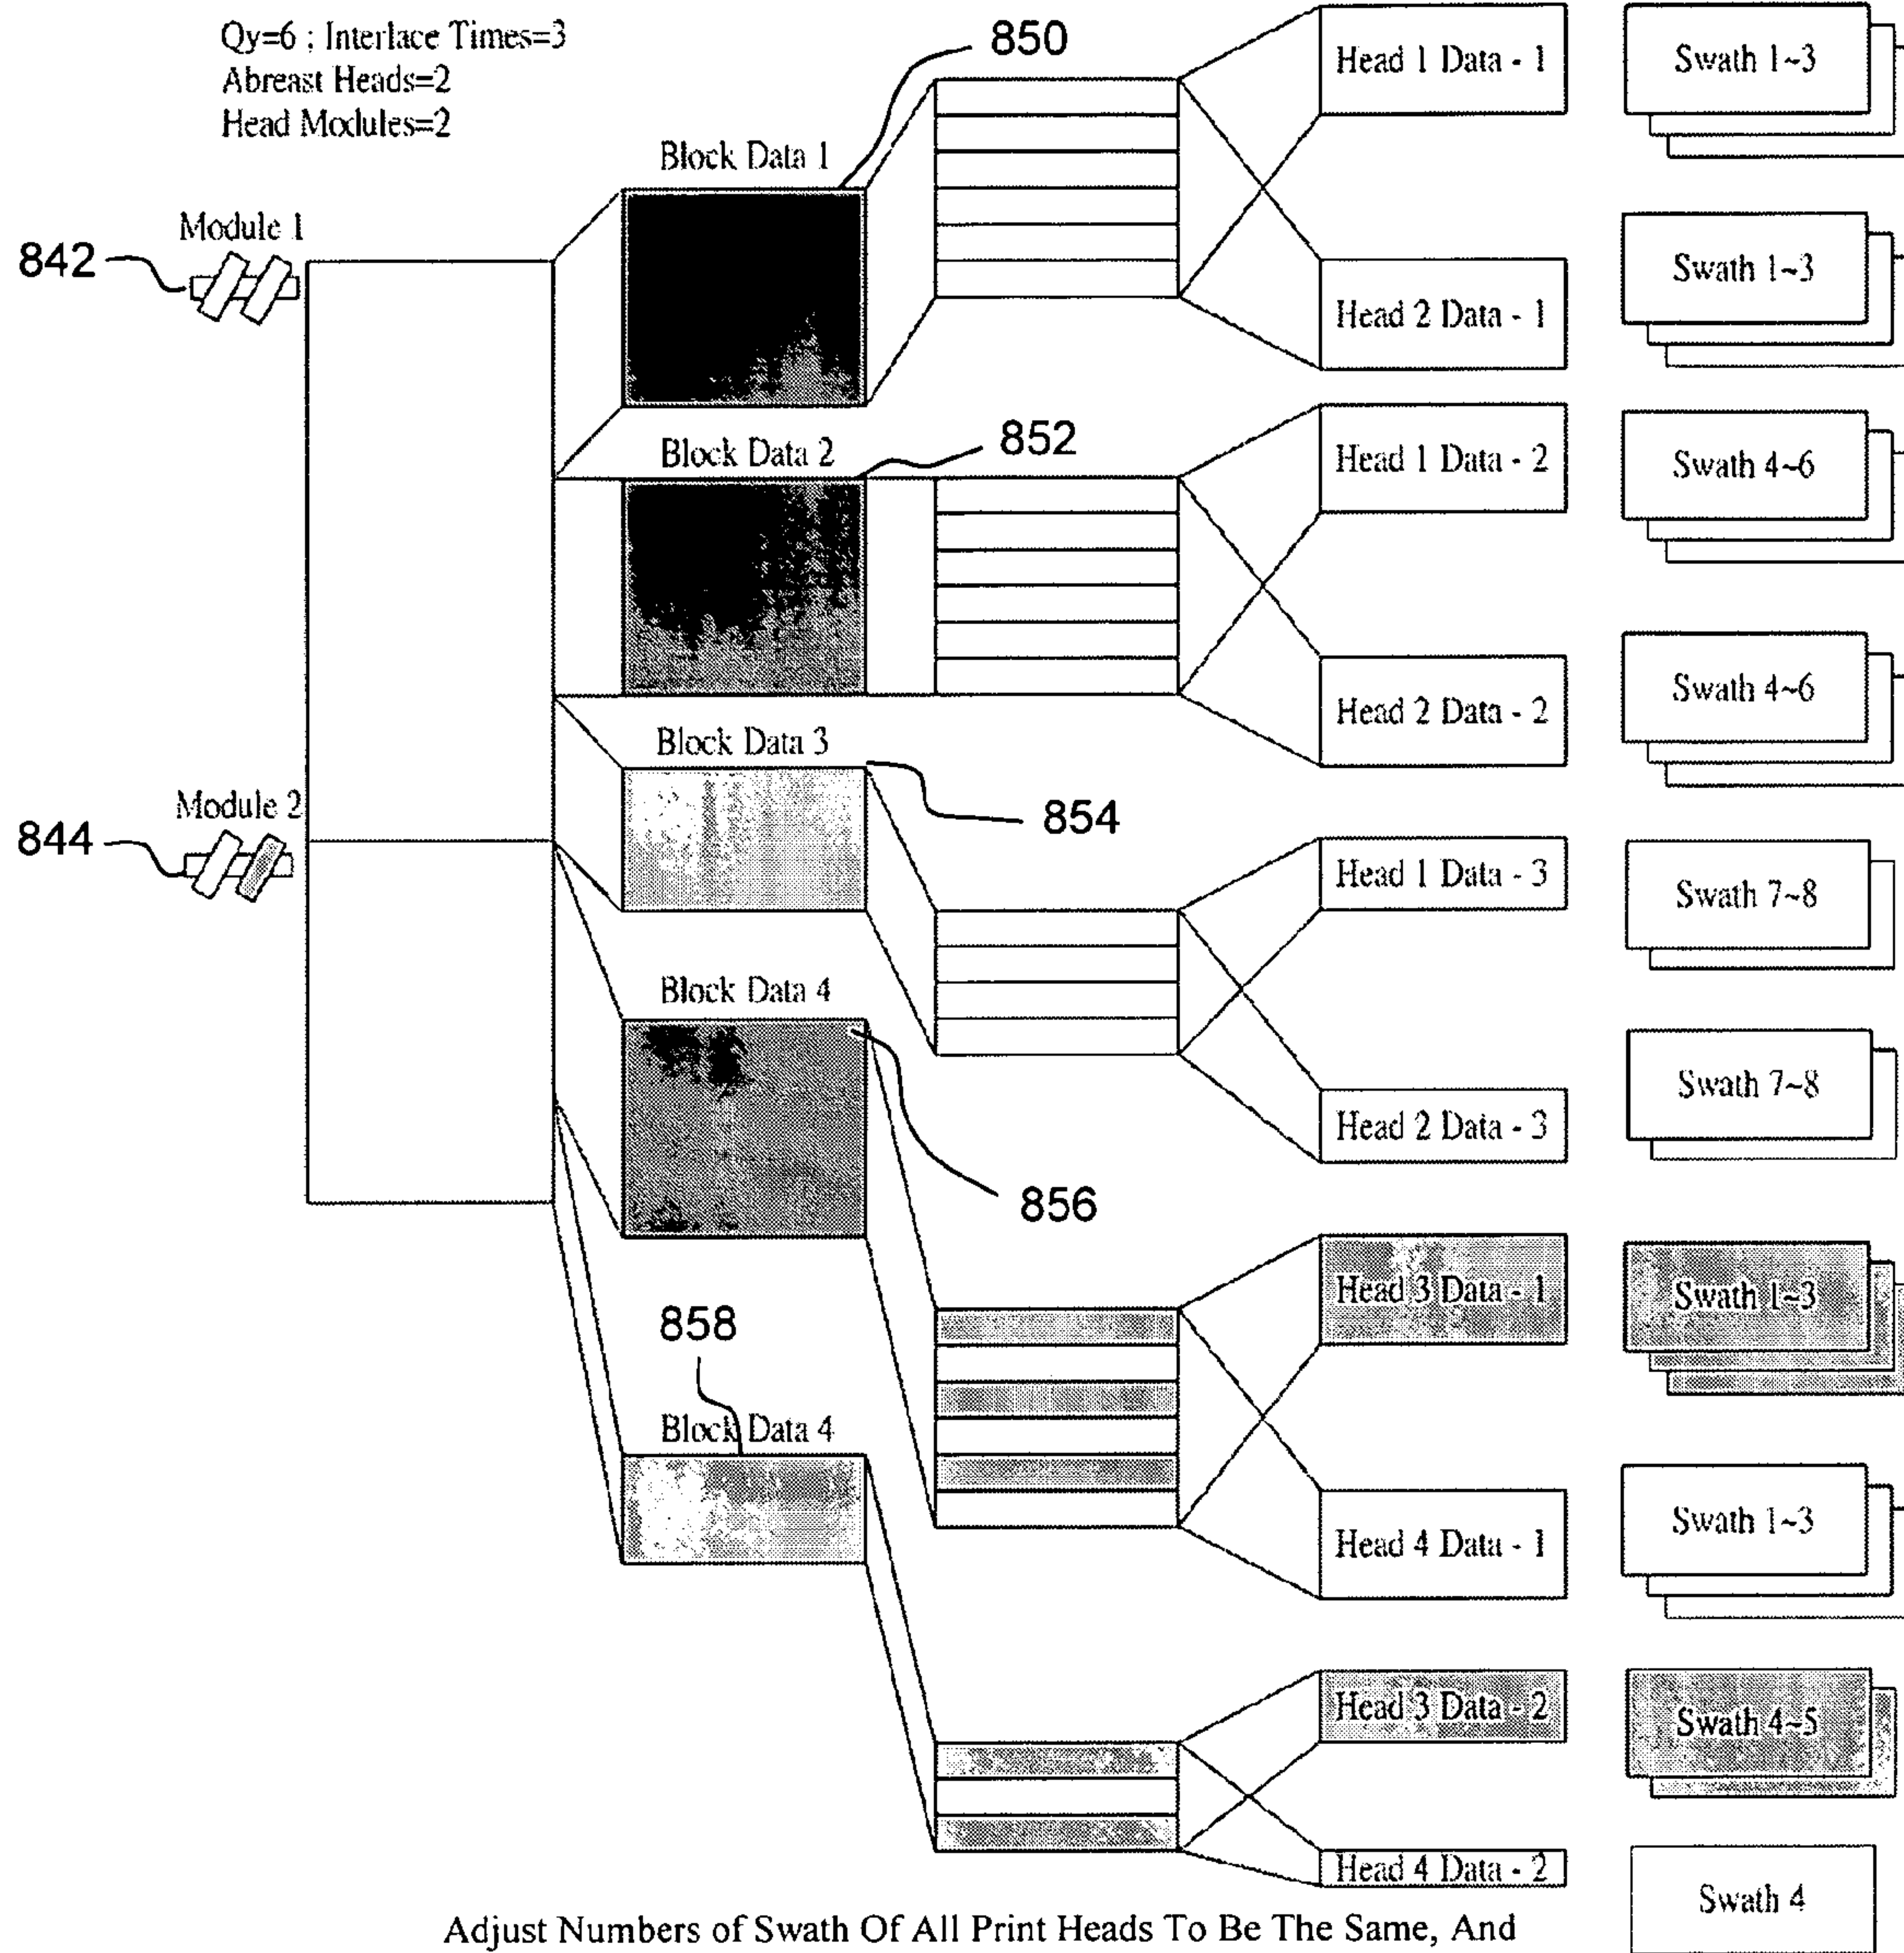 Qy=6 ; Interlace Times=3
Abreast Heads=2
Head Modules=2
850
Block Data 1
Head 1 Data - 1
Swath 1~3
Module 1
842
Head 2 Data - 1
Swath 1~3
Block Data 2
852
Head 1 Data - 2
Swath 4~6
Head 2 Data - 2
Swath 4~6
Block Data 3
854
Module 2
844
Head 1 Data - 3
Swath 7~8
Block Data 4
856
Head 2 Data - 3
Swath 7~8
Head 3 Data - 1
Swath 1~3
858
Block Data 4
Head 4 Data - 1
Swath 1~3
Head 3 Data - 2
Swath 4~5
Head 4 Data - 2
Swath 4
Adjust Numbers of Swath Of All Print Heads To Be The Same, And